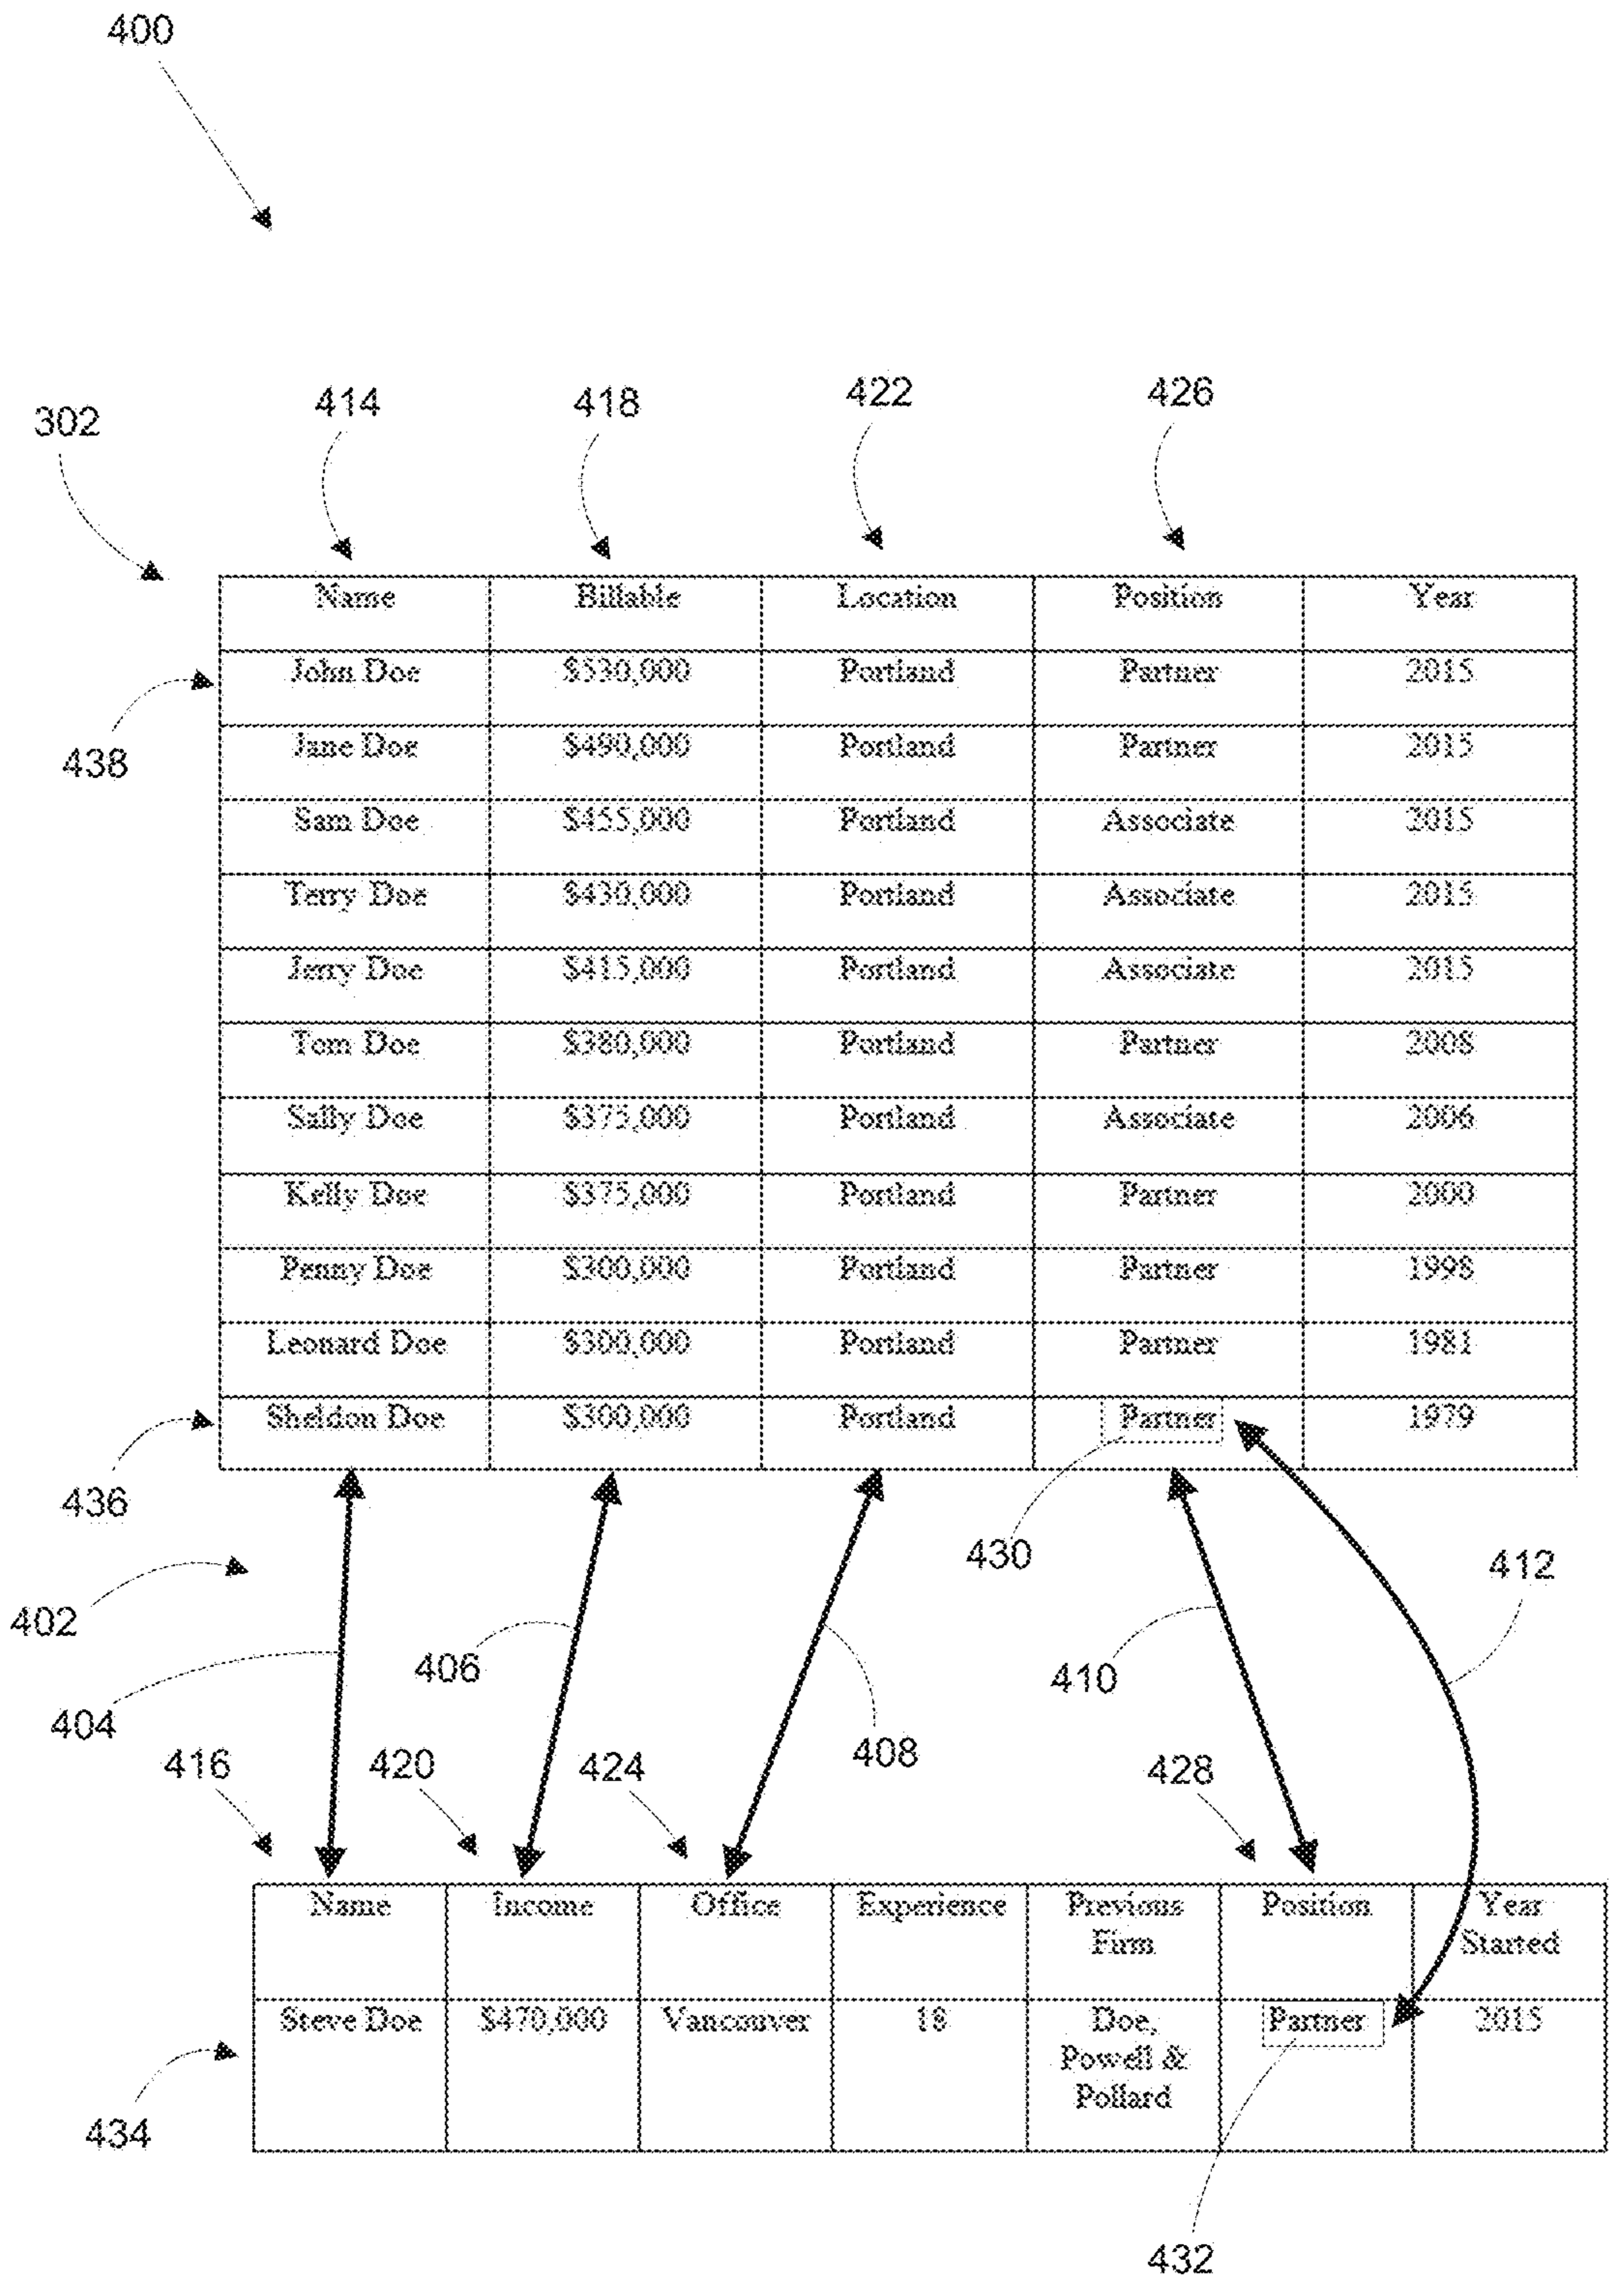 400
302
414
418
422
426
Name Billable Location Position Year
John Doe $530,000 Portland Partner 2015
438
Jane Doe $490,000 Portland Partner 2015
Sam Doe $455,000 Portland Associate 2015
Terry Doe $430,000 Portland Associate 2015
Jerry Doe $415,000 Portland Associate 2015
Tom Doe $380,000 Portland Partner 2008
Sally Doe $375,000 Portland Associate 2006
Kelly Doe $375,000 Portland Partner 2000
Penny Doe $300,000 Portland Partner 1998
Leonard Doe $300,000 Portland Partner 1981
Sheldon Doe $300,000 Portland Partner 1979
436
430
412
402
404
406
408
410
416
420
424
428
Name Income Office Experience Previous Position Year
Firm Started
Steve Doe $470,000 Vancouver 18 Doe, Partner 2015
Powell &
Pollard
434
432